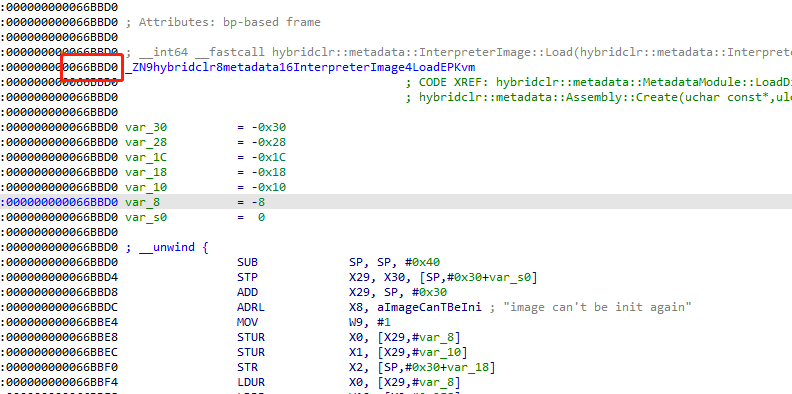 :000000000066BBD0
:000000000066BBD0 ; Attributes: bp-based frame
:000000000066BBD0
:000000000066BBD0 ; __int64 __fastcall hybridclr::metadata::InterpreterImage::Load(hybridclr::metadata::Interpre
:000000000066BBD0 _ZN9hybridclr8metadata16InterpreterImage4LoadEPKvm
:000000000066BBD0 ; CODE XREF: hybridclr::metadata::MetadataModule::LoadD
:000000000066BBD0 ; hybridclr::metadata::Assembly::Create(uchar const*,ul
:000000000066BBD0
:000000000066BBD0 var_30 = -0x30
:000000000066BBD0 var_28 = -0x28
:000000000066BBD0 var_1C = -0x1C
:000000000066BBD0 var_18 = -0x18
:000000000066BBD0 var_10 = -0x10
:000000000066BBD0 var_8 = -8
:000000000066BBD0 var_s0 = 0
:000000000066BBD0
:000000000066BBD0 ; __unwind {
:000000000066BBD0 SUB SP, SP, #0x40
:000000000066BBD4 STP X29, X30, [SP,#0x30+var_s0]
:000000000066BBD8 ADD X29, SP, #0x30
:000000000066BBDC ADRL X8, aImageCanTBeIni ; "image can't be init again"
:000000000066BBE4 MOV W9, #1
:000000000066BBE8 STUR X0, [X29,#var_8]
:000000000066BBEC STUR X1, [X29,#var_10]
:000000000066BBF0 STR X2, [SP,#0x30+var_18]
:000000000066BBF4 LDUR X0, [X29,#var_8]